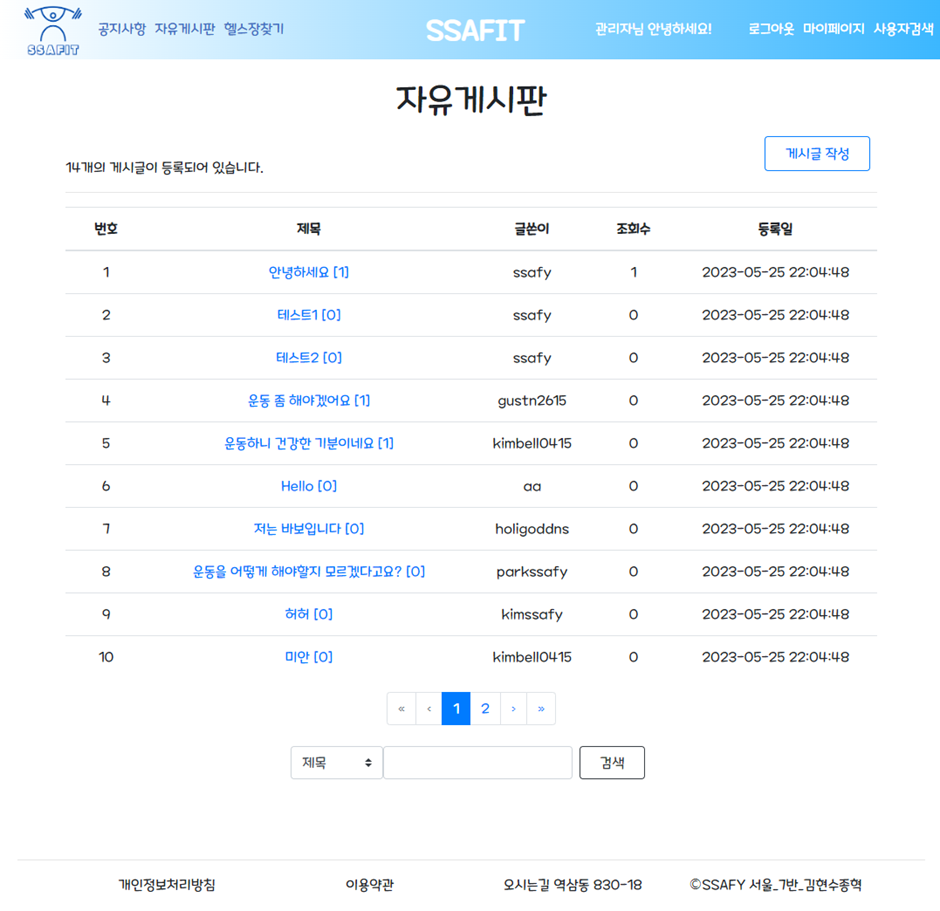 SSAFIT
공지사항 자유게시판 헬스장찾기
SSAFIT
관리자님 안녕하세요!
로그아웃 마이페이지 사용자검색
자유게시판
14개의 게시글이 등록되어 있습니다.
게시글 작성
번호 제목 글쓴이 조회수 등록일
1 안녕하세요 [1] ssafy 1 2023-05-25 22:04:48
2 테스트1 [0] ssafy 0 2023-05-25 22:04:48
3 테스트2 [0] ssafy 0 2023-05-25 22:04:48
4 운동 좀 해야겠어요 [1] gustn2615 0 2023-05-25 22:04:48
5 운동하니 건강한 기분이네요 [1] kimbell0415 0 2023-05-25 22:04:48
6 Hello [0] aa 0 2023-05-25 22:04:48
7 저는 바보입니다 [0] holigoddns 0 2023-05-25 22:04:48
8 운동을 어떻게 해야할지 모르겠다고요? [0] parkssafy 0 2023-05-25 22:04:48
9 허허 [0] kimssafy 0 2023-05-25 22:04:48
10 미안 [0] kimbell0415 0 2023-05-25 22:04:48
« ‹ 1 2 › »
제목 검색
개인정보처리방침 이용약관 오시는길 역삼동 830-18 ©SSAFY 서울_7반_김현수종혁